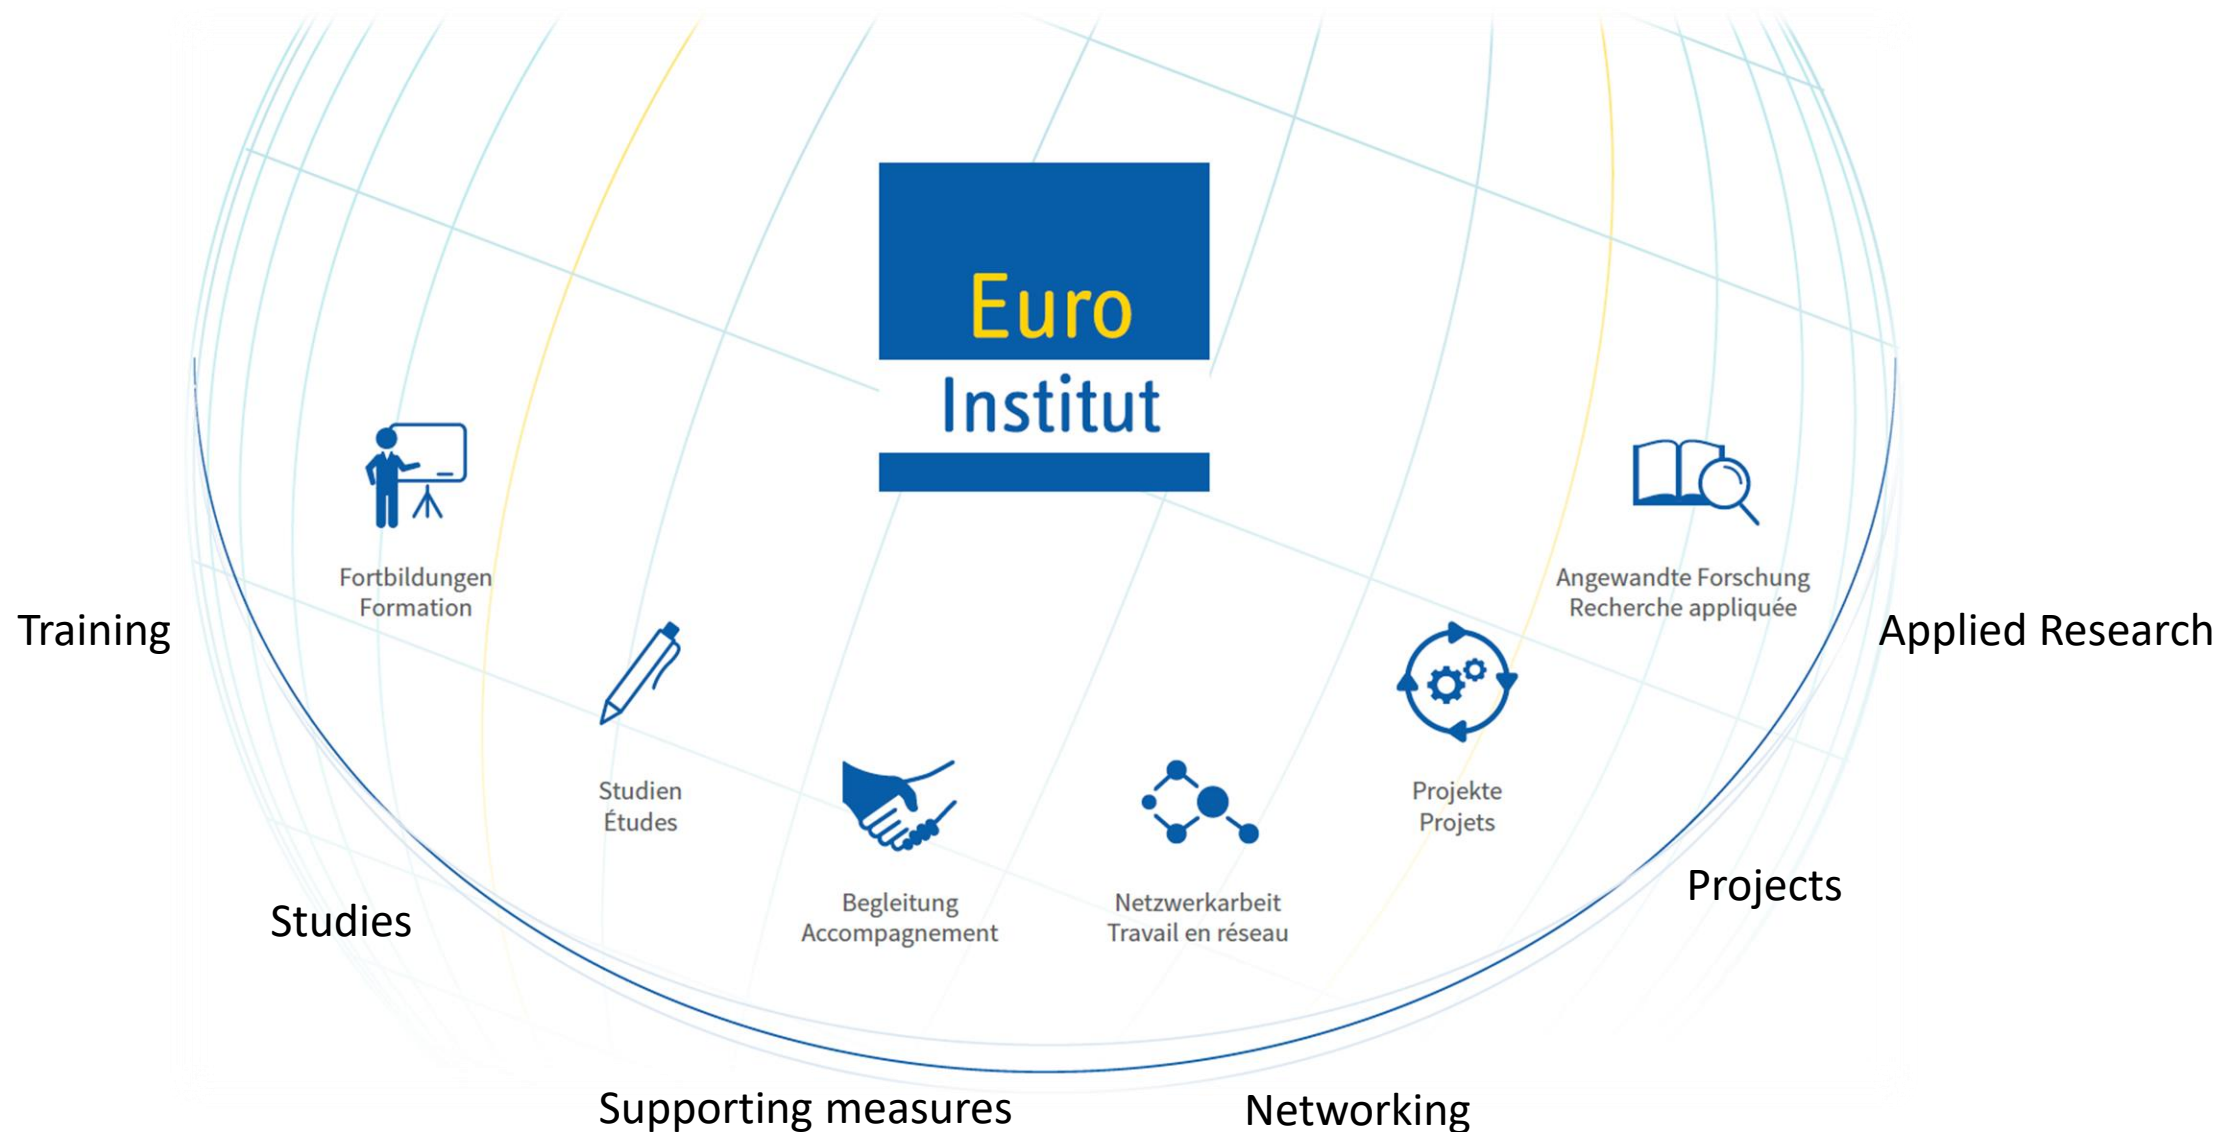 Euro
Institut
Fortbildungen
Formation
Angewandte Forschung
Recherche appliquée
Training
Applied Research
Studien
Études
Projekte
Projets
Begleitung
Accompagnement
Netzwerkarbeit
Travail en réseau
Studies
Projects
Supporting measures
Networking